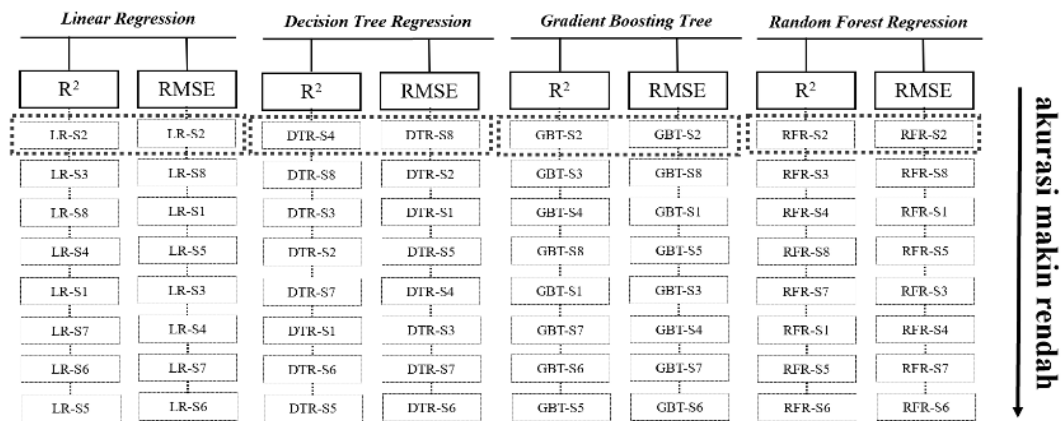 Linear Regression Decision Tree Regression Gradient Boosting Tree Random Forest Regression
R² RMSE R² RMSE R² RMSE R² RMSE
LR-S2 LR-S2 DTR-S4 DTR-S8 GBT-S2 GBT-S2 RFR-S2 RFR-S2
LR-S3 LR-S8 DTR-S8 DTR-S2 GBT-S3 GBT-S8 RFR-S3 RFR-S8
LR-S8 LR-S1 DTR-S3 DTR-S1 GBT-S4 GBT-S1 RFR-S4 RFR-S1
LR-S4 LR-S5 DTR-S2 DTR-S5 GBT-S8 GBT-S5 RFR-S8 RFR-S5
LR-S1 LR-S3 DTR-S7 DTR-S4 GBT-S1 GBT-S3 RFR-S7 RFR-S3
LR-S7 LR-S4 DTR-S1 DTR-S3 GBT-S7 GBT-S4 RFR-S1 RFR-S4
LR-S6 LR-S7 DTR-S6 DTR-S7 GBT-S6 GBT-S7 RFR-S5 RFR-S7
LR-S5 LR-S6 DTR-S5 DTR-S6 GBT-S5 GBT-S6 RFR-S6 RFR-S6
akurasi makin rendah